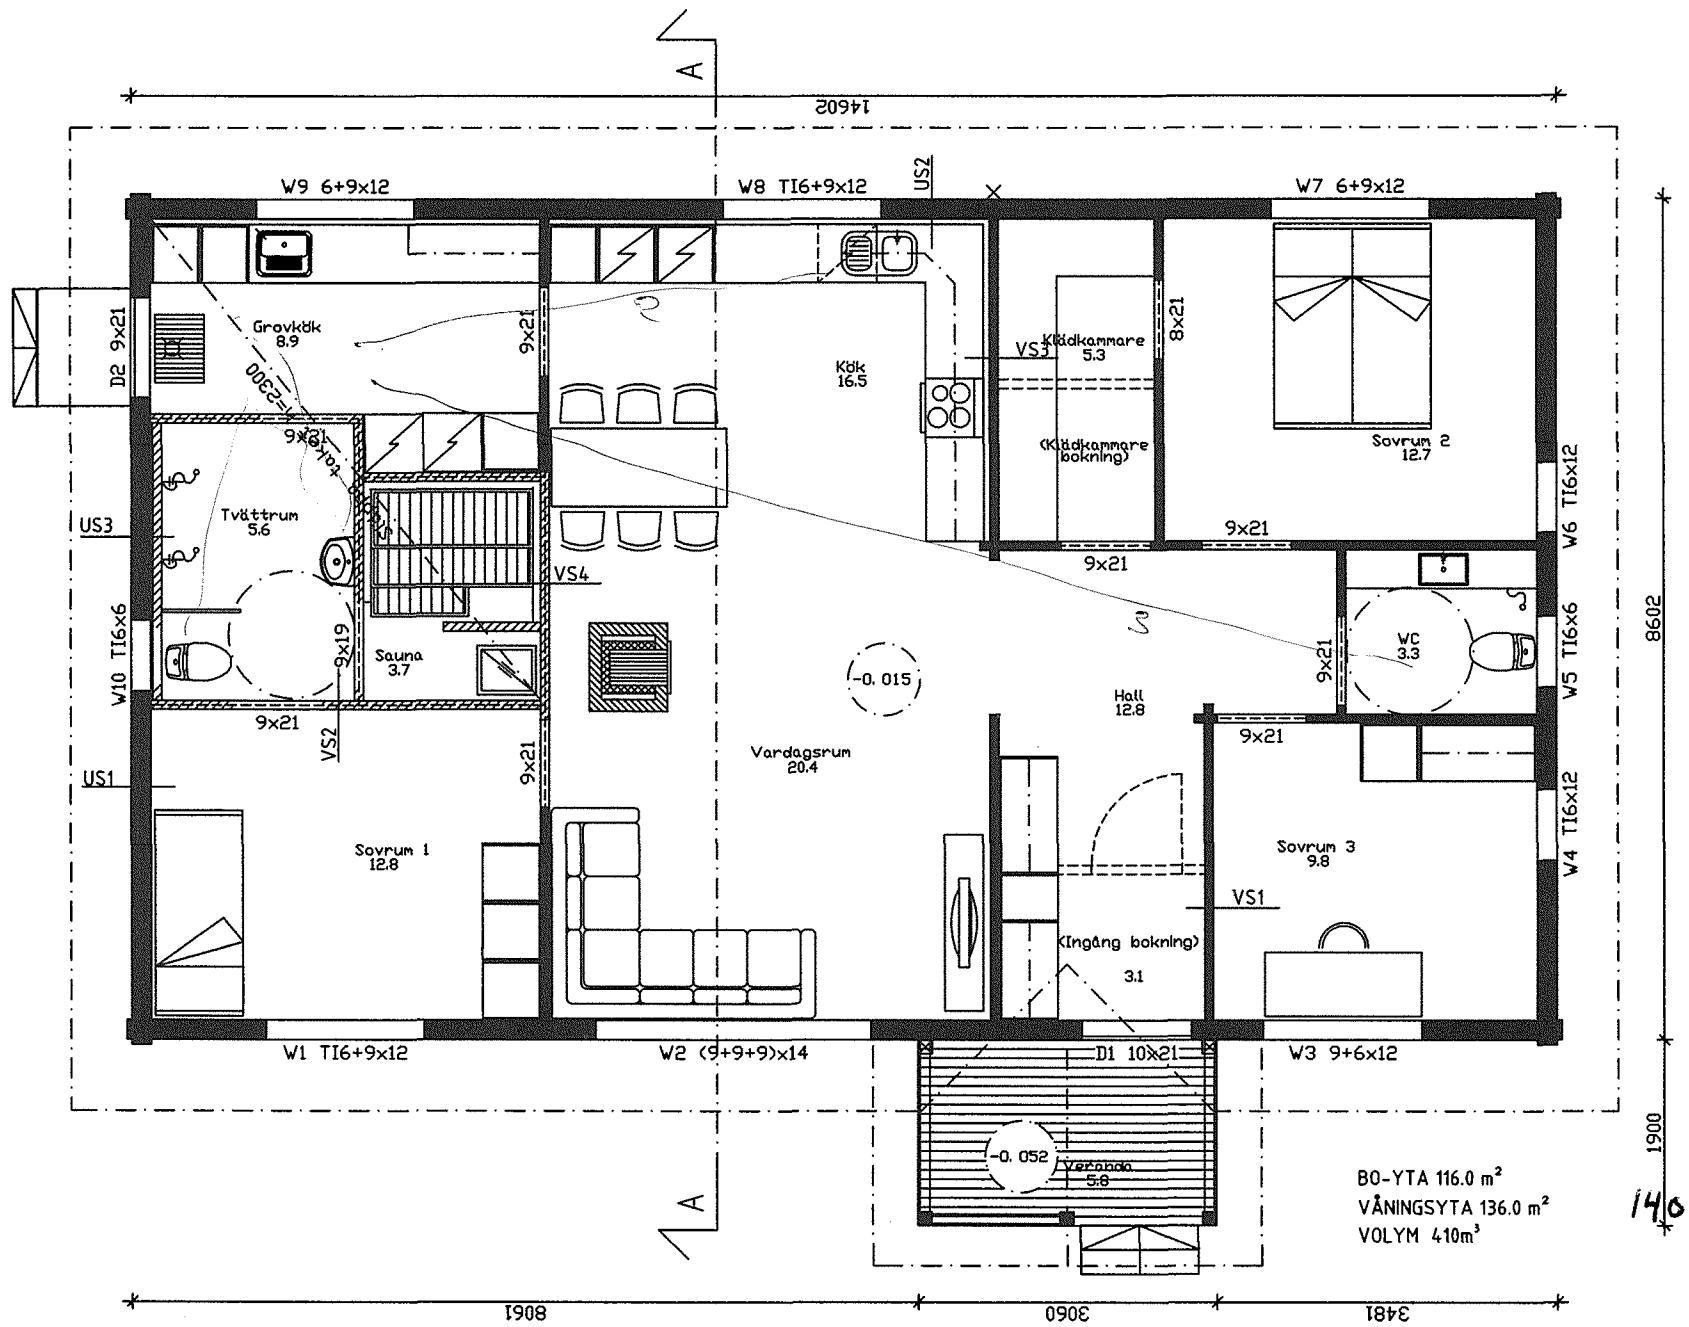 A
14602
W9 6+9x12
W8 TI6+9x12
US2
W7 6+9x12
D2 9x21
Grovkök
8.9
9x21
Kök
16.5
VS3
Klädkammare
5.3
8x21
(Klädkammare
bokning)
Sovrum 2
12.7
9x21
US3
Tvättrum
5.6
9x21
9x21
W6 TI6x12
VS4
W10 TI6x6
9x19
Sauna
3.7
-0.015
9x21
WC
3.3
W5 TI6x6
8602
Hall
12.8
9x21
VS2
9x21
Vardagsrum
20.4
9x21
US1
Sovrum 1
12.8
Sovrum 3
9.8
W4 TI6x12
VS1
(Ingång bokning)
3.1
W1 TI6+9x12
W2 (9+9+9)x14
D1 10x21
W3 9+6x12
1900
-0.052
Veranda
5.8
A
BO-YTA 116.0 m²
VÅNINGSYTA 136.0 m²
140
VOLYM 410m³
8061
3060
3481